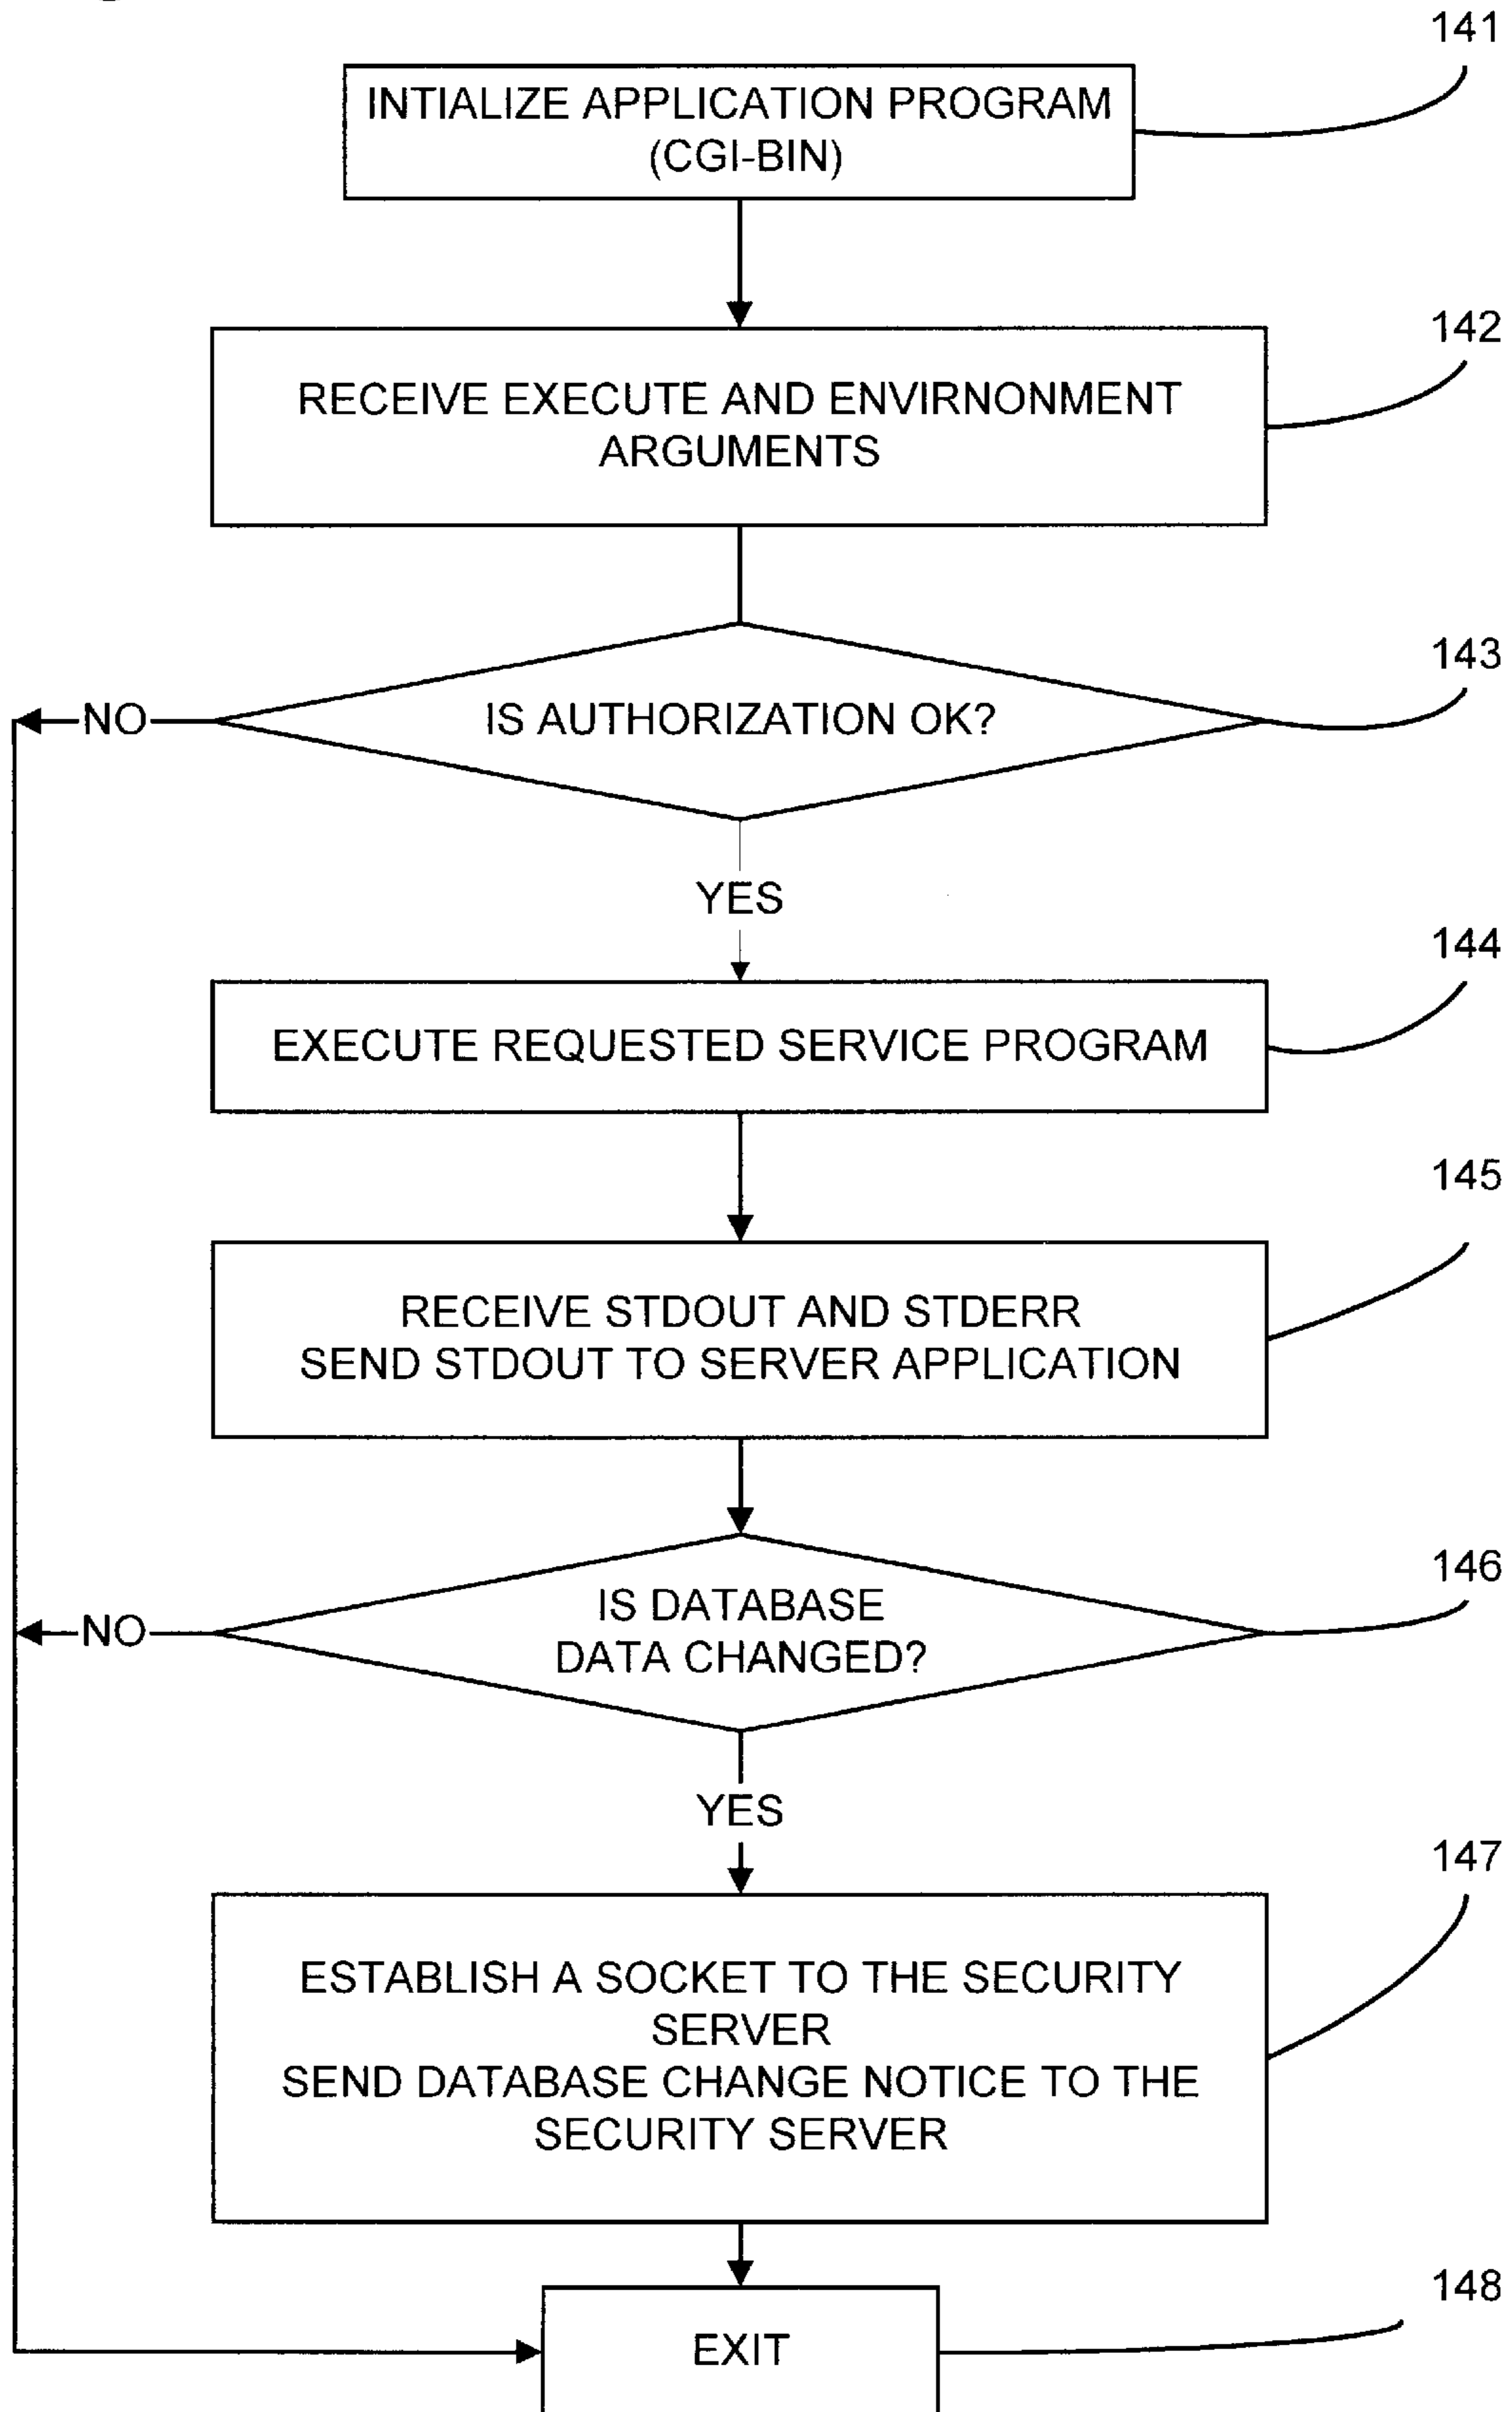 141
INTIALIZE APPLICATION PROGRAM
(CGI-BIN)
142
RECEIVE EXECUTE AND ENVIRNONMENT
ARGUMENTS
143
NO
IS AUTHORIZATION OK?
YES
144
EXECUTE REQUESTED SERVICE PROGRAM
145
RECEIVE STDOUT AND STDERR
SEND STDOUT TO SERVER APPLICATION
146
IS DATABASE
NO
DATA CHANGED?
YES
147
ESTABLISH A SOCKET TO THE SECURITY
SERVER
SEND DATABASE CHANGE NOTICE TO THE
SECURITY SERVER
148
EXIT